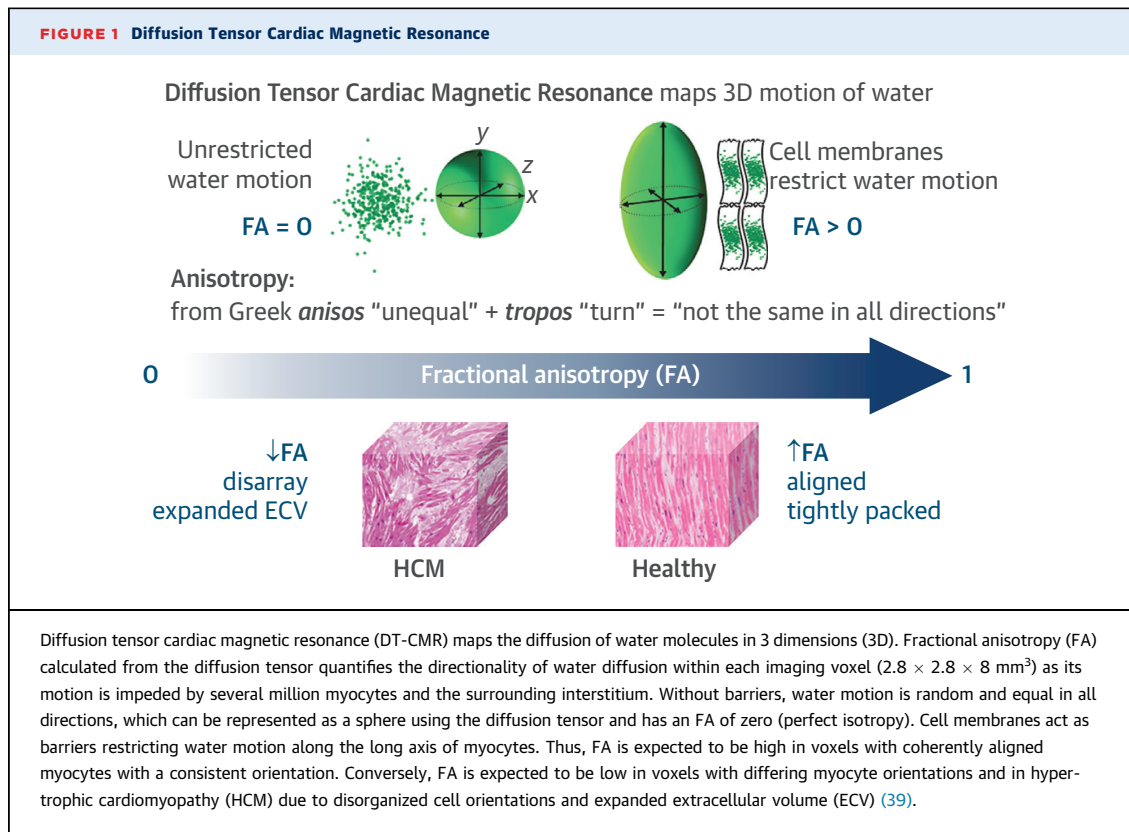 FIGURE 1 Diffusion Tensor Cardiac Magnetic Resonance
Diffusion Tensor Cardiac Magnetic Resonance maps 3D motion of water
Unrestricted
water motion
FA = 0
y
z
x
Cell membranes
restrict water motion
FA > 0
Anisotropy:
from Greek anisos “unequal” + tropos “turn” = “not the same in all directions”
0
Fractional anisotropy (FA)
1
↓FA
disarray
expanded ECV
HCM
Healthy
↑FA
aligned
tightly packed
Diffusion tensor cardiac magnetic resonance (DT-CMR) maps the diffusion of water molecules in 3 dimensions (3D). Fractional anisotropy (FA)
calculated from the diffusion tensor quantifies the directionality of water diffusion within each imaging voxel (2.8 × 2.8 × 8 mm³) as its
motion is impeded by several million myocytes and the surrounding interstitium. Without barriers, water motion is random and equal in all
directions, which can be represented as a sphere using the diffusion tensor and has an FA of zero (perfect isotropy). Cell membranes act as
barriers restricting water motion along the long axis of myocytes. Thus, FA is expected to be high in voxels with coherently aligned
myocytes with a consistent orientation. Conversely, FA is expected to be low in voxels with differing myocyte orientations and in hyper-
trophic cardiomyopathy (HCM) due to disorganized cell orientations and expanded extracellular volume (ECV) (39).